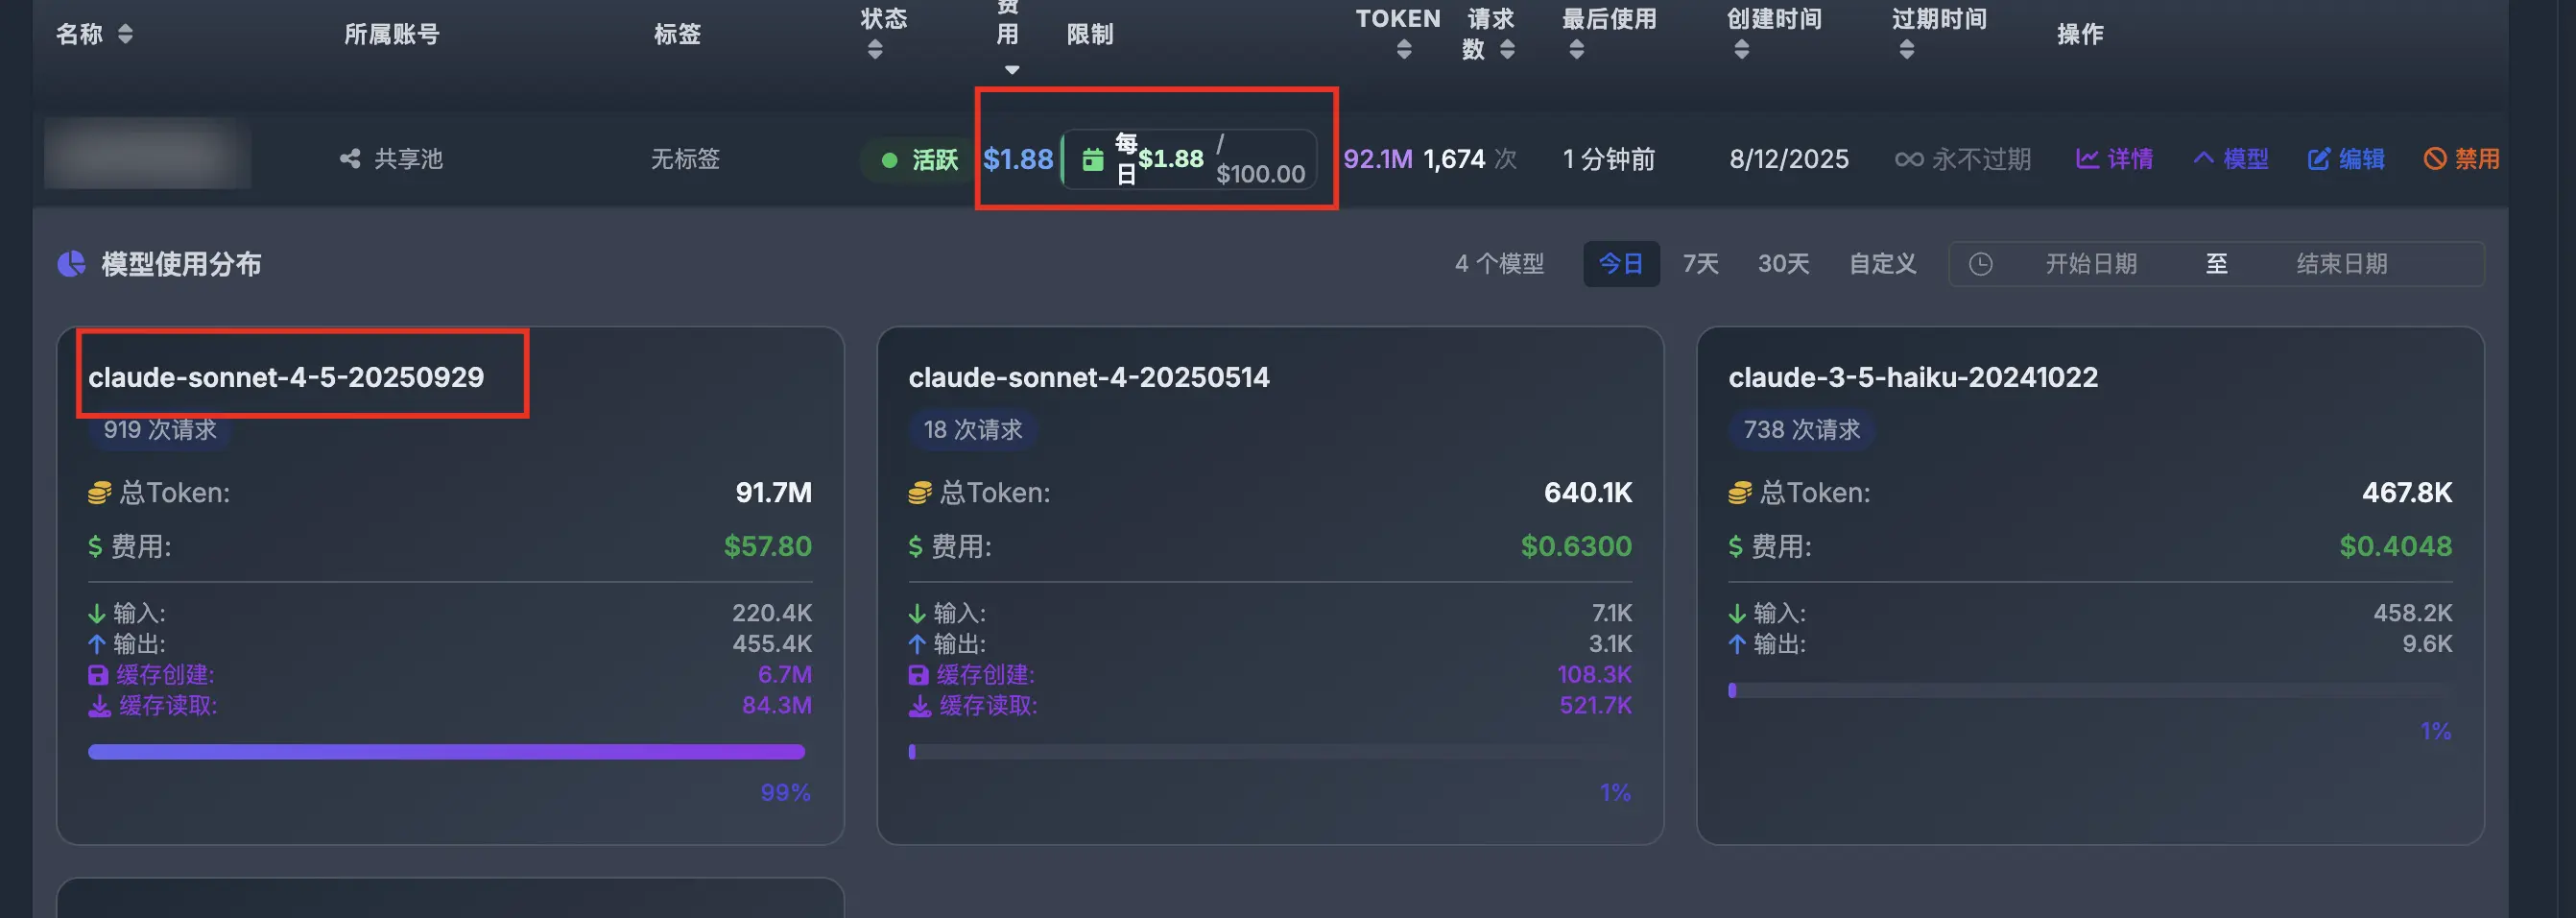 名称 所属账号 标签 状态 费用 限制 TOKEN 请求数 最后使用 创建时间 过期时间 操作
共享池 无标签 活跃 $1.88 每日 $1.88 / $100.00 92.1M 1,674 次 1 分钟前 8/12/2025 永不过期 详情 模型 编辑 禁用
模型使用分布 4 个模型 今日 7天 30天 自定义 开始日期 至 结束日期
claude-sonnet-4-5-20250929
919 次请求
总Token: 91.7M
$ 费用: $57.80
输入: 220.4K
输出: 455.4K
缓存创建: 6.7M
缓存读取: 84.3M
99%
claude-sonnet-4-20250514
18 次请求
总Token: 640.1K
$ 费用: $0.6300
输入: 7.1K
输出: 3.1K
缓存创建: 108.3K
缓存读取: 521.7K
1%
claude-3-5-haiku-20241022
738 次请求
总Token: 467.8K
$ 费用: $0.4048
输入: 458.2K
输出: 9.6K
1%